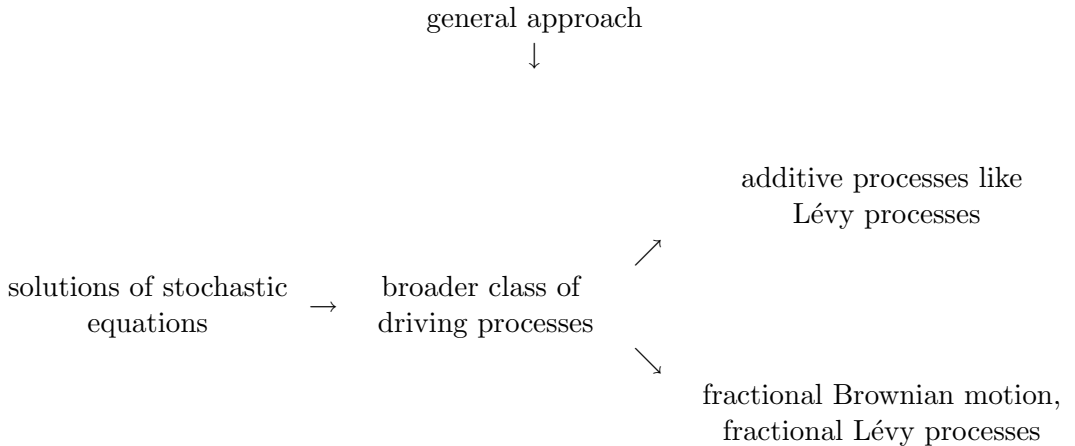 general approach
↓
additive processes like
Lévy processes
↗
solutions of stochastic
equations
→
broader class of
driving processes
↘
fractional Brownian motion,
fractional Lévy processes